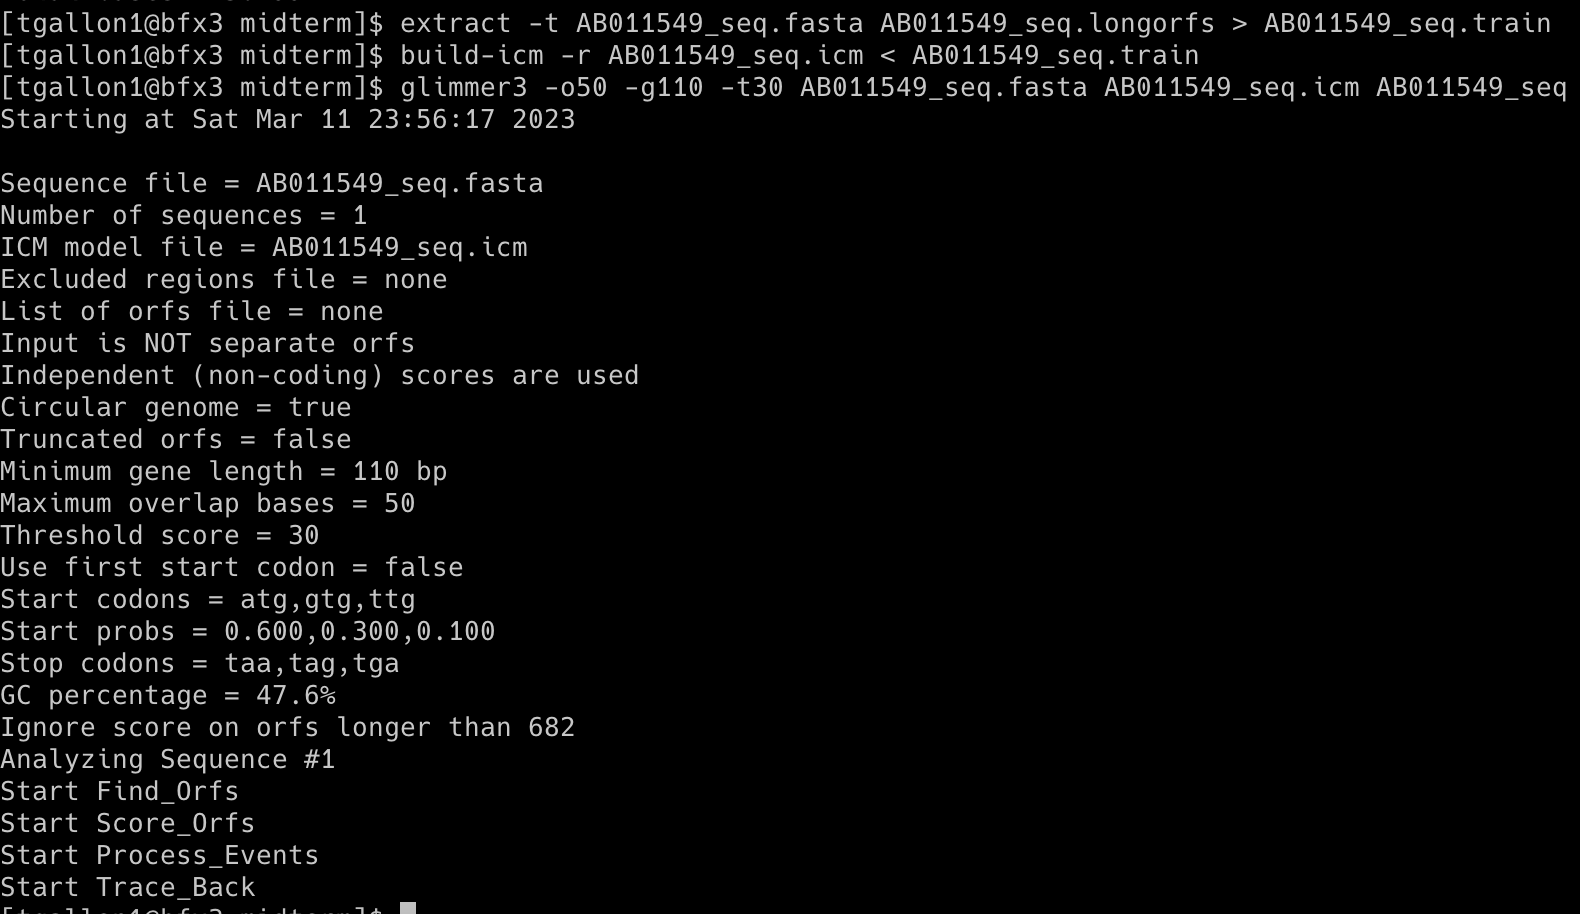 [tgallon1@bfx3 midterm]$ extract -t AB011549_seq.fasta AB011549_seq.longorfs > AB011549_seq.train
[tgallon1@bfx3 midterm]$ build-icm -r AB011549_seq.icm < AB011549_seq.train
[tgallon1@bfx3 midterm]$ glimmer3 -o50 -g110 -t30 AB011549_seq.fasta AB011549_seq.icm AB011549_seq
Starting at Sat Mar 11 23:56:17 2023

Sequence file = AB011549_seq.fasta
Number of sequences = 1
ICM model file = AB011549_seq.icm
Excluded regions file = none
List of orfs file = none
Input is NOT separate orfs
Independent (non-coding) scores are used
Circular genome = true
Truncated orfs = false
Minimum gene length = 110 bp
Maximum overlap bases = 50
Threshold score = 30
Use first start codon = false
Start codons = atg,gtg,ttg
Start probs = 0.600,0.300,0.100
Stop codons = taa,tag,tga
GC percentage = 47.6%
Ignore score on orfs longer than 682
Analyzing Sequence #1
Start Find_Orfs
Start Score_Orfs
Start Process_Events
Start Trace_Back
[tgallon1@bfx3 midterm]$